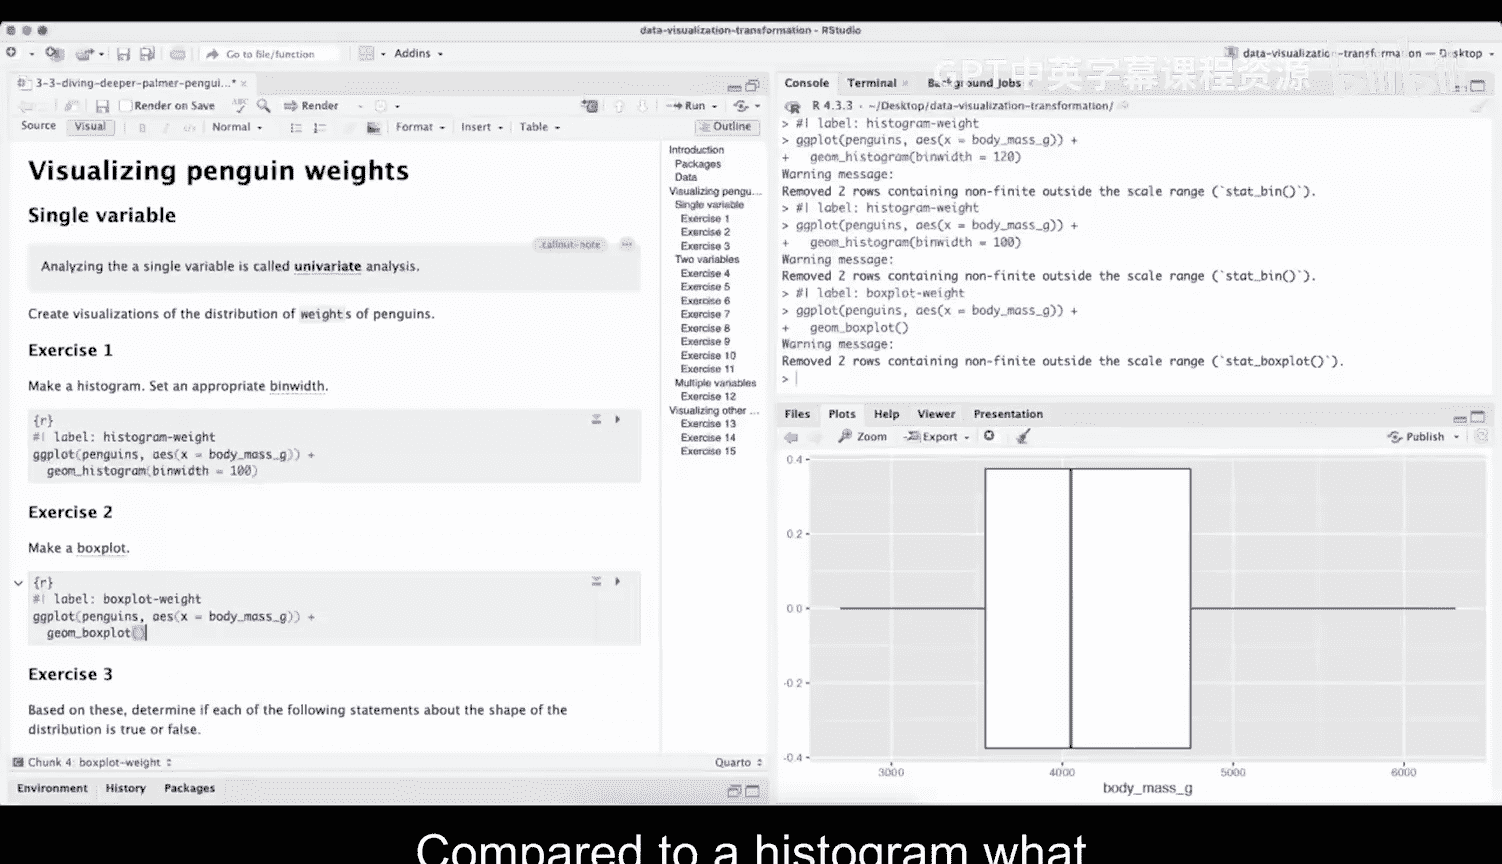 data-visualization-transformation - RStudio
Go to file/function
Addins
data-visualization-transformation — Desktop
GPT中英字幕课程资源
3-3-diving-deeper-palmer-pengui...*
Render on Save
Render
Run
Source
Visual
Normal
Format
Insert
Table
Outline
Visualizing penguin weights
Single variable
.callout-note
Analyzing the a single variable is called univariate analysis.
Create visualizations of the distribution of weights of penguins.
Exercise 1
Make a histogram. Set an appropriate binwidth.
{r}
#| label: histogram-weight
ggplot(penguins, aes(x = body_mass_g)) +
geom_histogram(binwidth = 100)
Exercise 2
Make a boxplot.
{r}
#| label: boxplot-weight
ggplot(penguins, aes(x = body_mass_g)) +
geom_boxplot()
Exercise 3
Based on these, determine if each of the following statements about the shape of the
distribution is true or false.
Introduction
Packages
Data
Visualizing pengu...
Single variable
Exercise 1
Exercise 2
Exercise 3
Two variables
Exercise 4
Exercise 5
Exercise 6
Exercise 7
Exercise 8
Exercise 9
Exercise 10
Exercise 11
Multiple variables
Exercise 12
Visualizing other ...
Exercise 13
Exercise 14
Exercise 15
Chunk 4: boxplot-weight
Quarto
Environment
History
Packages
Console
Terminal
Background Jobs
R 4.3.3 · ~/Desktop/data-visualization-transformation/
> #| label: histogram-weight
> ggplot(penguins, aes(x = body_mass_g)) +
+ geom_histogram(binwidth = 120)
Warning message:
Removed 2 rows containing non-finite outside the scale range (`stat_bin()`).
> #| label: histogram-weight
> ggplot(penguins, aes(x = body_mass_g)) +
+ geom_histogram(binwidth = 100)
Warning message:
Removed 2 rows containing non-finite outside the scale range (`stat_bin()`).
> #| label: boxplot-weight
> ggplot(penguins, aes(x = body_mass_g)) +
+ geom_boxplot()
Warning message:
Removed 2 rows containing non-finite outside the scale range (`stat_boxplot()`).
>
Files
Plots
Help
Viewer
Presentation
Zoom
Export
Publish
0.4
0.2
0.0
-0.2
-0.4
3000
4000
5000
6000
body_mass_g
Compared to a histogram what